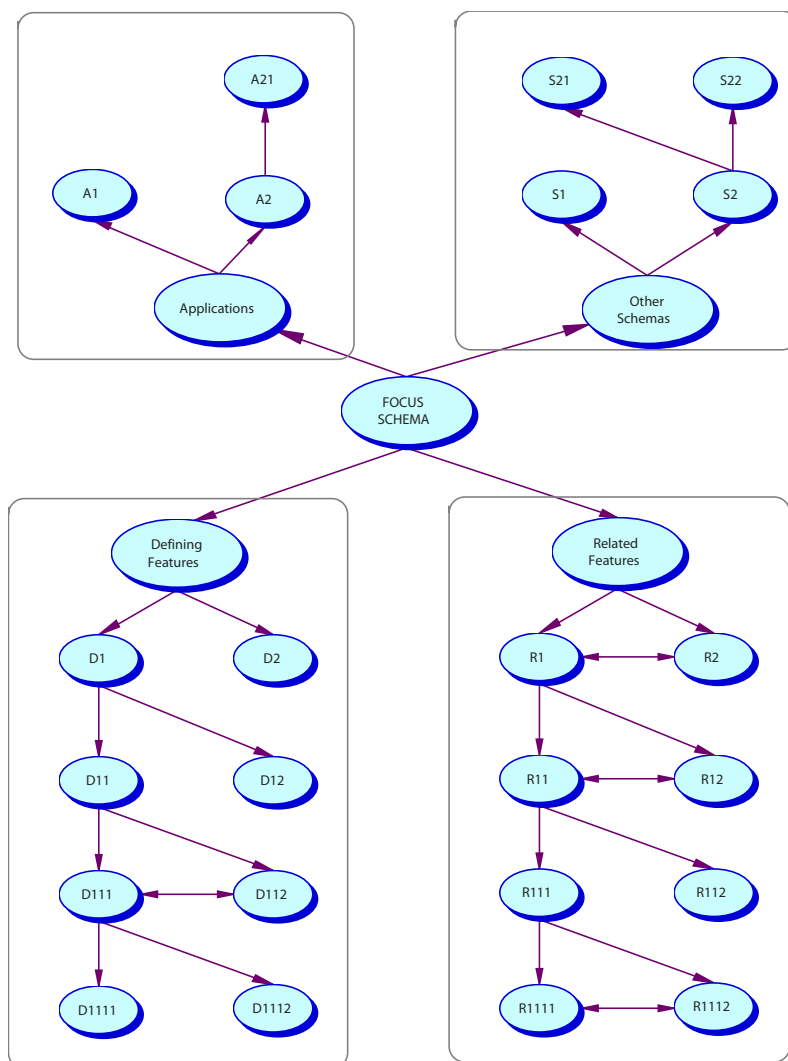 A21
S21
S22
A1
A2
S1
S2
Applications
Other
Schemas
FOCUS
SCHEMA
Defining
Features
Related
Features
D1
D2
R1
R2
D11
D12
R11
R12
D111
D112
R111
R112
D1111
D1112
R1111
R1112